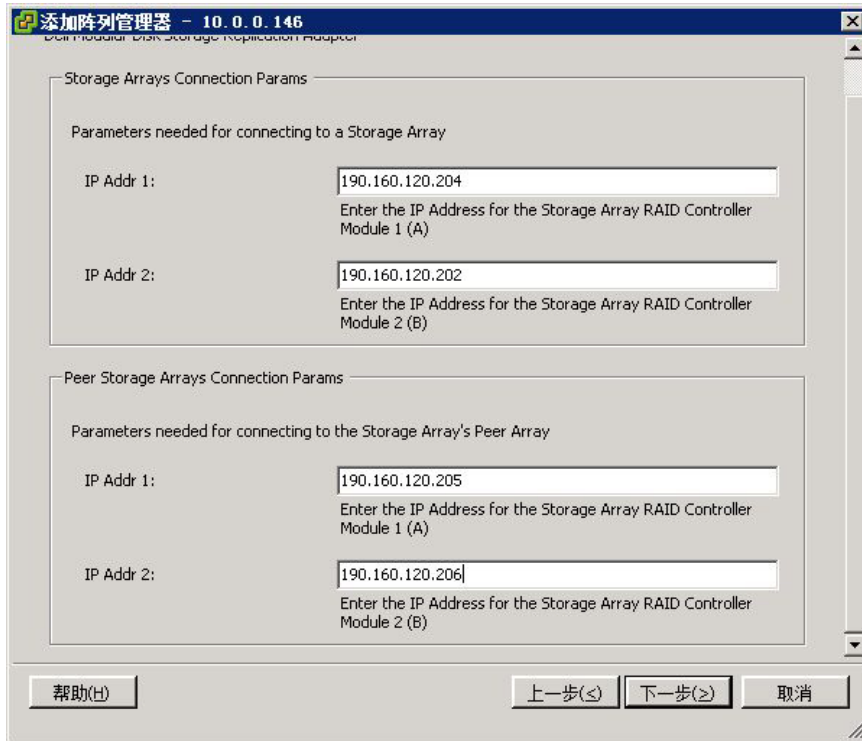 添加阵列管理器 - 10.0.0.146
Dell Modular Disk Storage Replication Adapter
Storage Arrays Connection Params
Parameters needed for connecting to a Storage Array
IP Addr 1:
190.160.120.204
Enter the IP Address for the Storage Array RAID Controller
Module 1 (A)
IP Addr 2:
190.160.120.202
Enter the IP Address for the Storage Array RAID Controller
Module 2 (B)
Peer Storage Arrays Connection Params
Parameters needed for connecting to the Storage Array's Peer Array
IP Addr 1:
190.160.120.205
Enter the IP Address for the Storage Array RAID Controller
Module 1 (A)
IP Addr 2:
190.160.120.206
Enter the IP Address for the Storage Array RAID Controller
Module 2 (B)
帮助(H)
上一步(<)
下一步(>)
取消